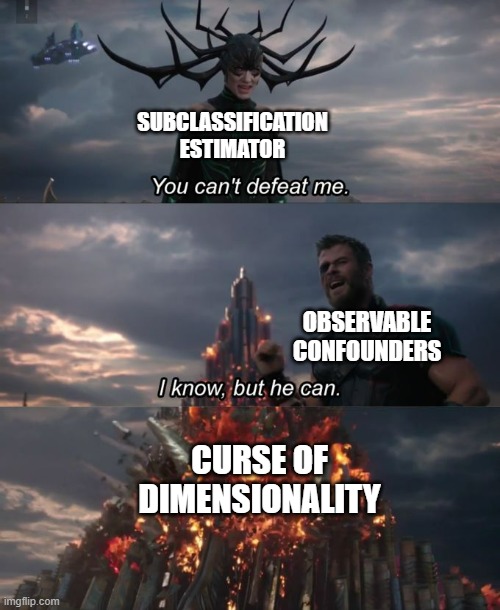 SUBCLASSIFICATION
ESTIMATOR
You can't defeat me.
OBSERVABLE
CONFOUNDERS
I know, but he can.
CURSE OF
DIMENSIONALITY
imgflip.com